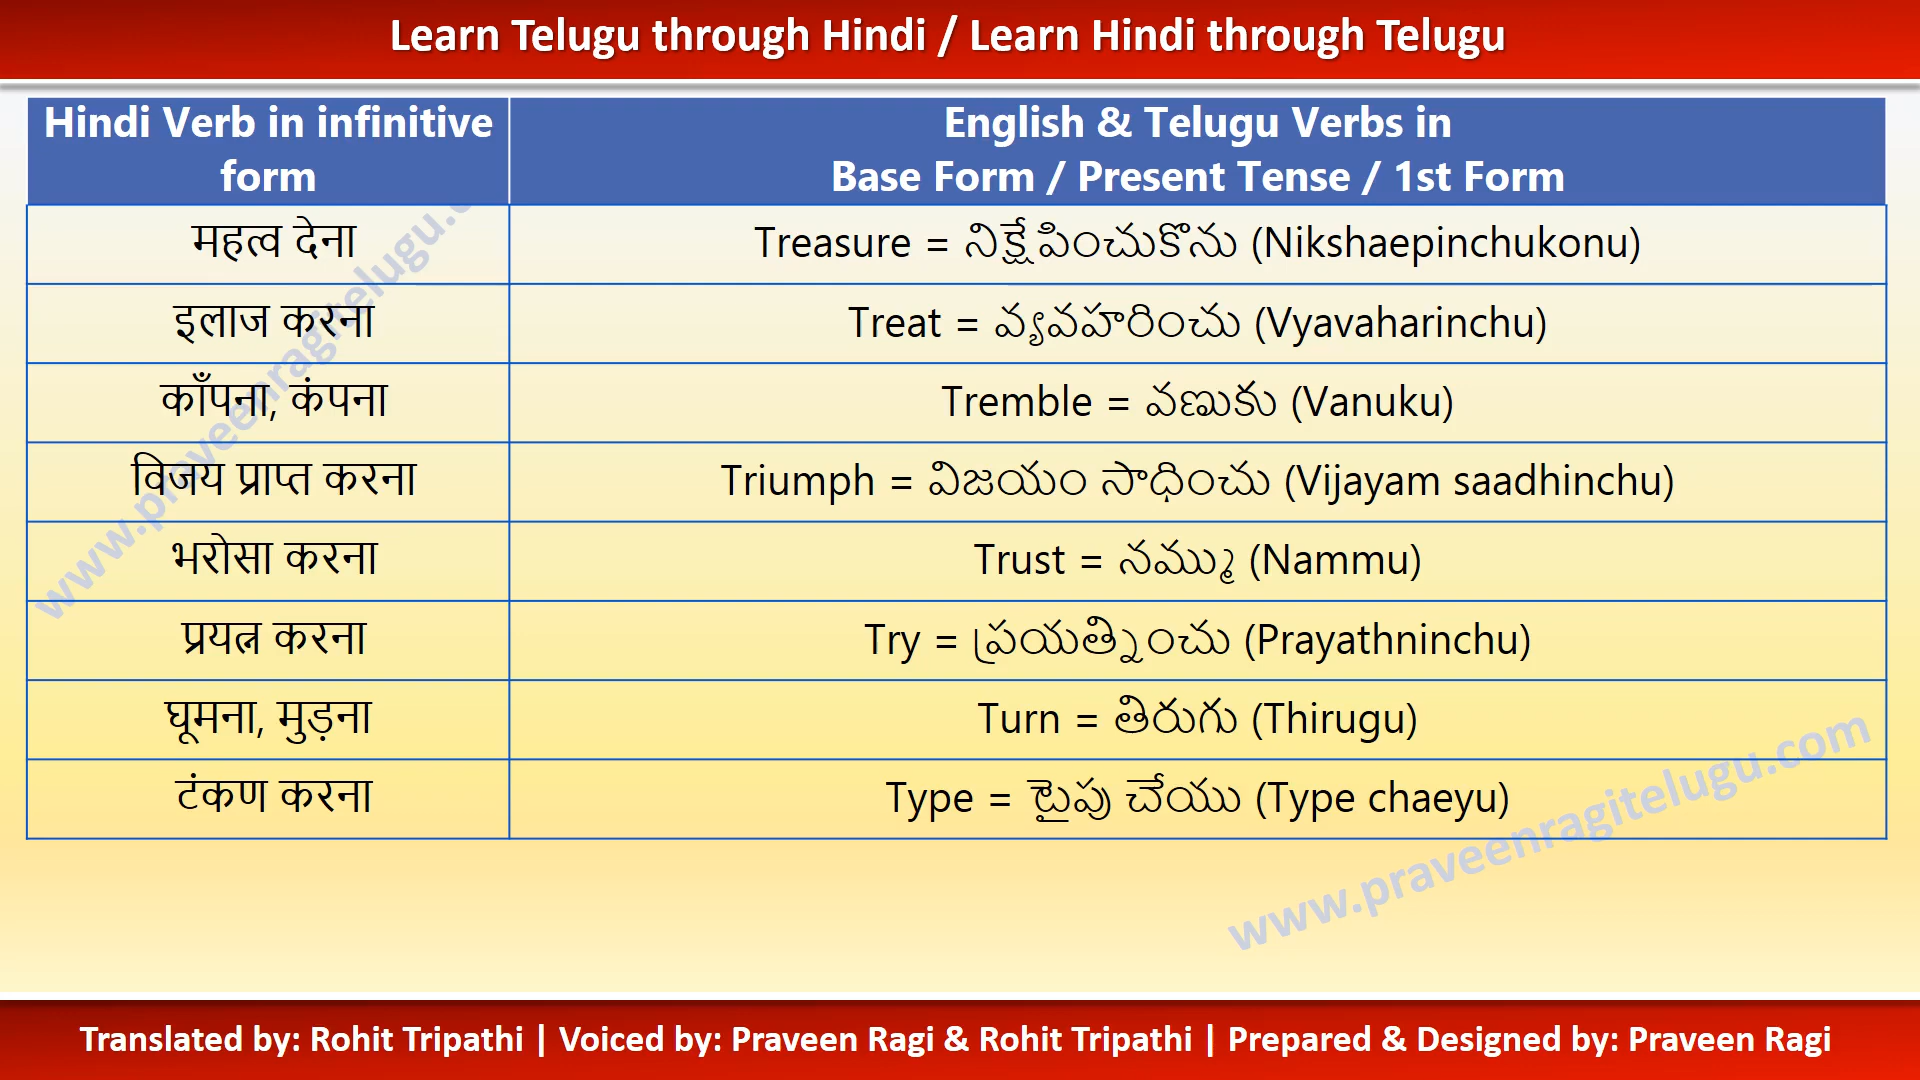 Learn Telugu through Hindi / Learn Hindi through Telugu
Hindi Verb in infinitive
form
English & Telugu Verbs in
Base Form / Present Tense / 1st Form
महत्व देना
Treasure = నిక్షేపించుకొను (Nikshaepinchukonu)
इलाज करना
Treat = వ్యవహరించు (Vyavaharinchu)
काँपना, कंपना
Tremble = వణుకు (Vanuku)
विजय प्राप्त करना
Triumph = విజయం సాధించు (Vijayam saadhinchu)
भरोसा करना
Trust = నమ్ము (Nammu)
प्रयत्न करना
Try = ప్రయత్నించు (Prayathninchu)
घूमना, मुड़ना
Turn = తిరుగు (Thirugu)
टंकण करना
Type = టైపు చేయు (Type chaeyu)
www.praveenragitelugu.c
www.praveenragitelugu.com
Translated by: Rohit Tripathi | Voiced by: Praveen Ragi & Rohit Tripathi | Prepared & Designed by: Praveen Ragi